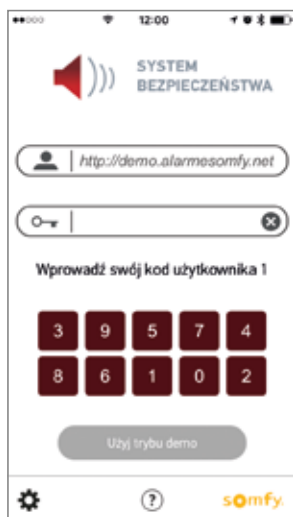 12:00
SYSTEM
BEZPIECZEŃSTWA
http://demo.alarmesomfy.net
Wprowadź swój kod użytkownika 1
3 9 5 7 4
8 6 1 0 2
Użyj trybu demo
?
somfy.